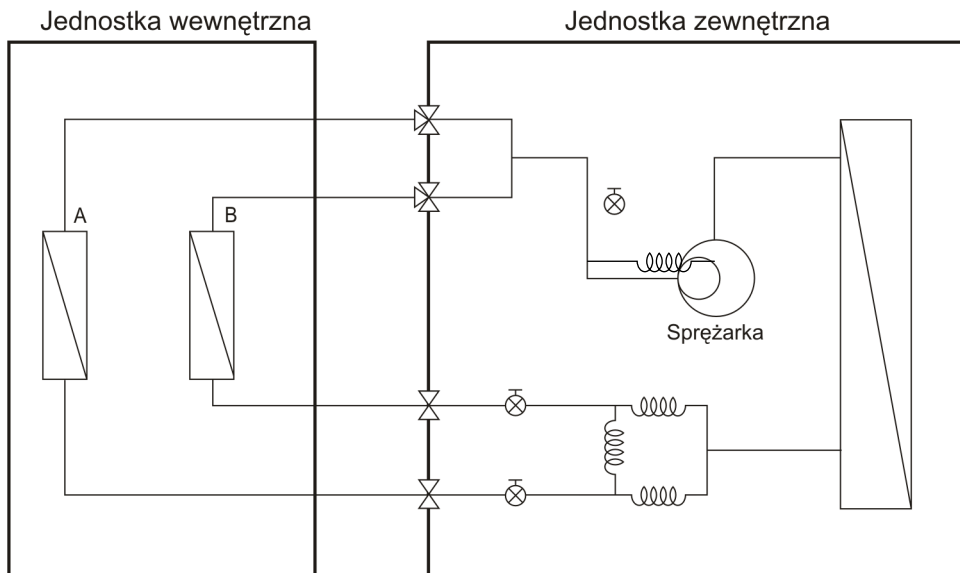 Jednostka wewnętrzna
Jednostka zewnętrzna
A
B
Sprężarka